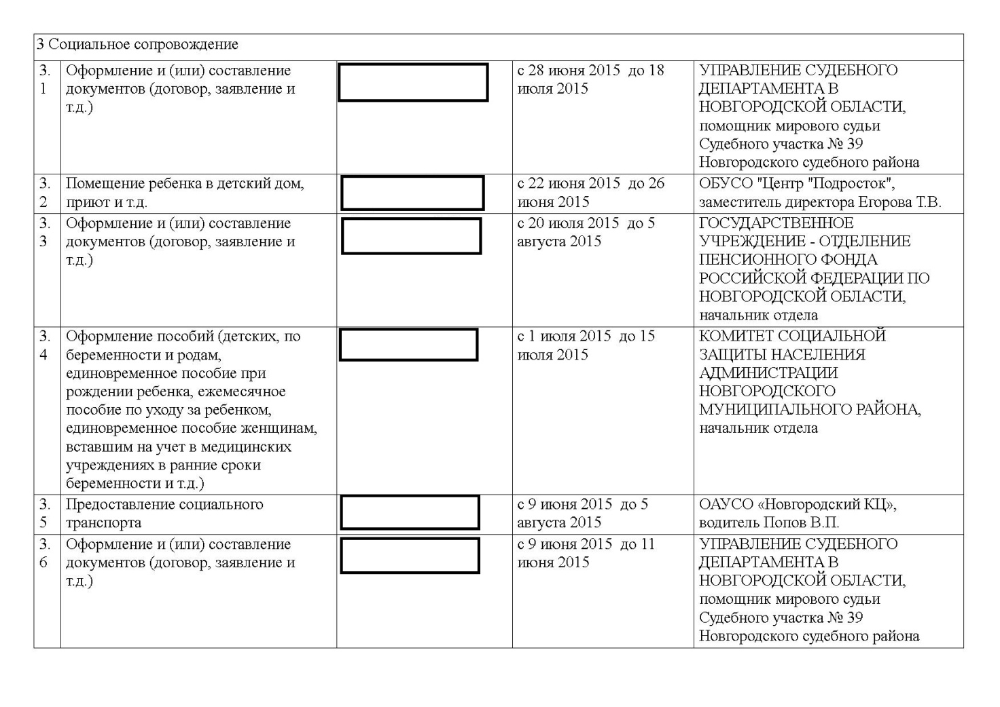 3 Социальное сопровождение
3.
1
Оформление и (или) составление
документов (договор, заявление и
т.д.)
с 28 июня 2015 до 18
июля 2015
УПРАВЛЕНИЕ СУДЕБНОГО
ДЕПАРТАМЕНТА В
НОВГОРОДСКОЙ ОБЛАСТИ,
помощник мирового судьи
Судебного участка № 39
Новгородского судебного района
3.
2
Помещение ребенка в детский дом,
приют и т.д.
с 22 июня 2015 до 26
июня 2015
ОБУСО "Центр "Подросток",
заместитель директора Егорова Т.В.
3.
3
Оформление и (или) составление
документов (договор, заявление и
т.д.)
с 20 июля 2015 до 5
августа 2015
ГОСУДАРСТВЕННОЕ
УЧРЕЖДЕНИЕ - ОТДЕЛЕНИЕ
ПЕНСИОННОГО ФОНДА
РОССИЙСКОЙ ФЕДЕРАЦИИ ПО
НОВГОРОДСКОЙ ОБЛАСТИ,
начальник отдела
3.
4
Оформление пособий (детских, по
беременности и родам,
единовременное пособие при
рождении ребенка, ежемесячное
пособие по уходу за ребенком,
единовременное пособие женщинам,
вставшим на учет в медицинских
учреждениях в ранние сроки
беременности и т.д.)
с 1 июля 2015 до 15
июля 2015
КОМИТЕТ СОЦИАЛЬНОЙ
ЗАЩИТЫ НАСЕЛЕНИЯ
АДМИНИСТРАЦИИ
НОВГОРОДСКОГО
МУНИЦИПАЛЬНОГО РАЙОНА,
начальник отдела
3.
5
Предоставление социального
транспорта
с 9 июня 2015 до 5
августа 2015
ОАУСО «Новгородский КЦ»,
водитель Попов В.П.
3.
6
Оформление и (или) составление
документов (договор, заявление и
т.д.)
с 9 июня 2015 до 11
июня 2015
УПРАВЛЕНИЕ СУДЕБНОГО
ДЕПАРТАМЕНТА В
НОВГОРОДСКОЙ ОБЛАСТИ,
помощник мирового судьи
Судебного участка № 39
Новгородского судебного района